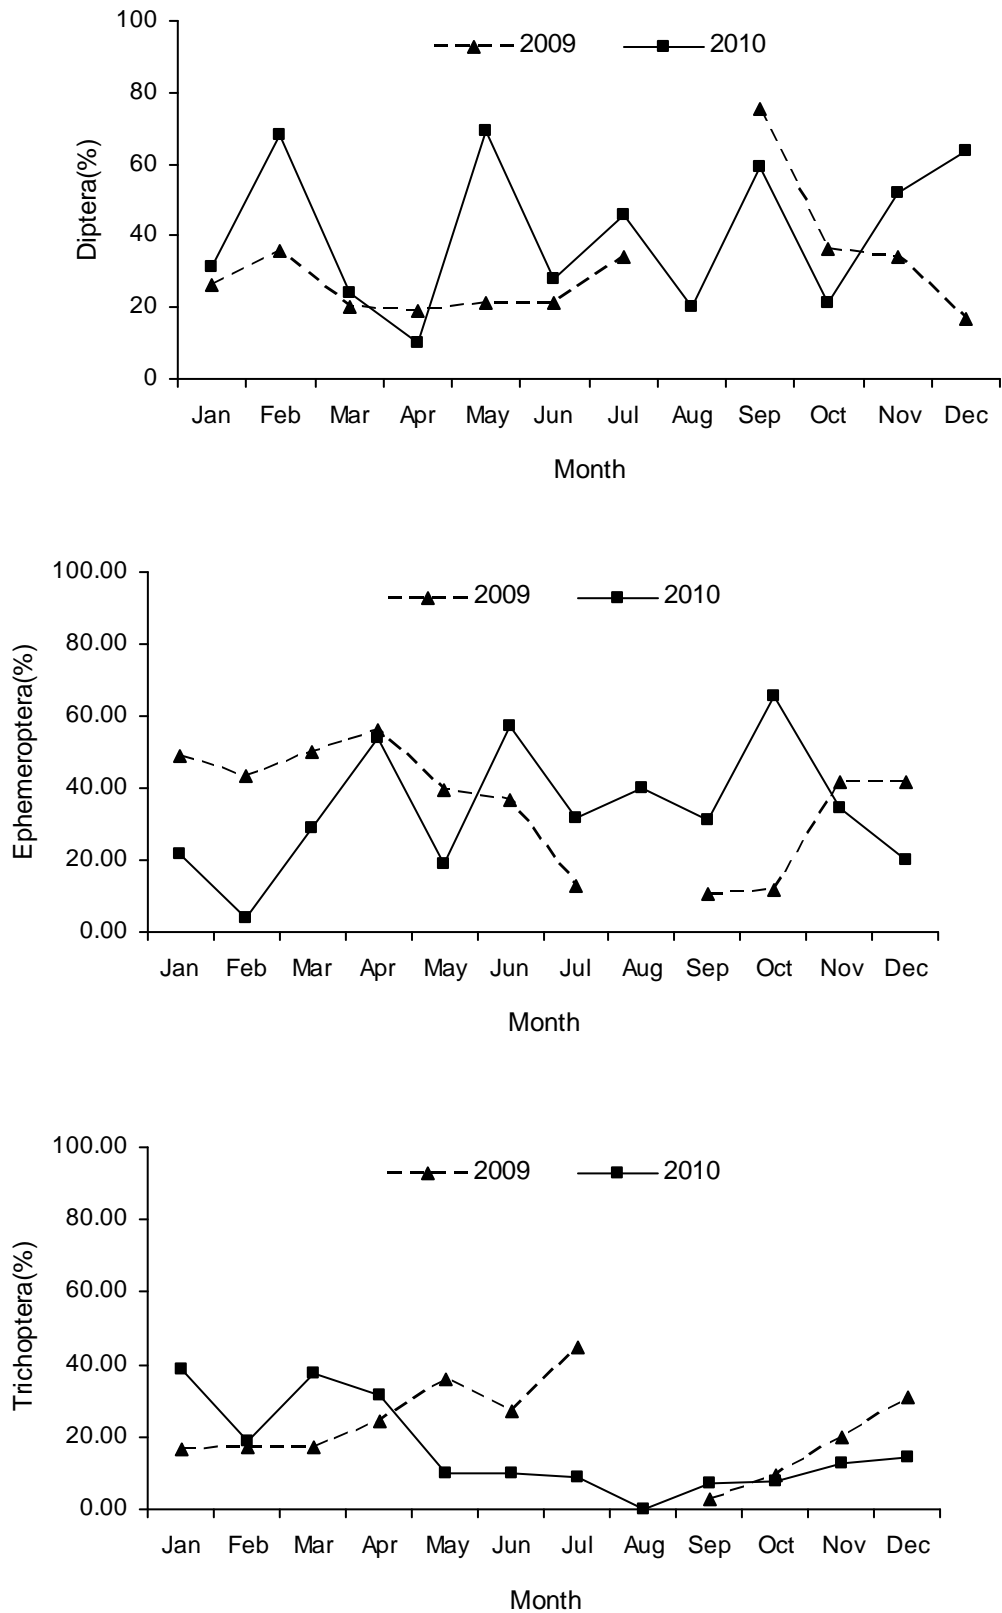 100
80
60
40
20
0
Diptera(%)
2009 2010
Jan Feb Mar Apr May Jun Jul Aug Sep Oct Nov Dec
Month
100.00
80.00
60.00
40.00
20.00
0.00
Ephemeroptera(%)
2009 2010
Jan Feb Mar Apr May Jun Jul Aug Sep Oct Nov Dec
Month
100.00
80.00
60.00
40.00
20.00
0.00
Trichoptera(%)
2009 2010
Jan Feb Mar Apr May Jun Jul Aug Sep Oct Nov Dec
Month